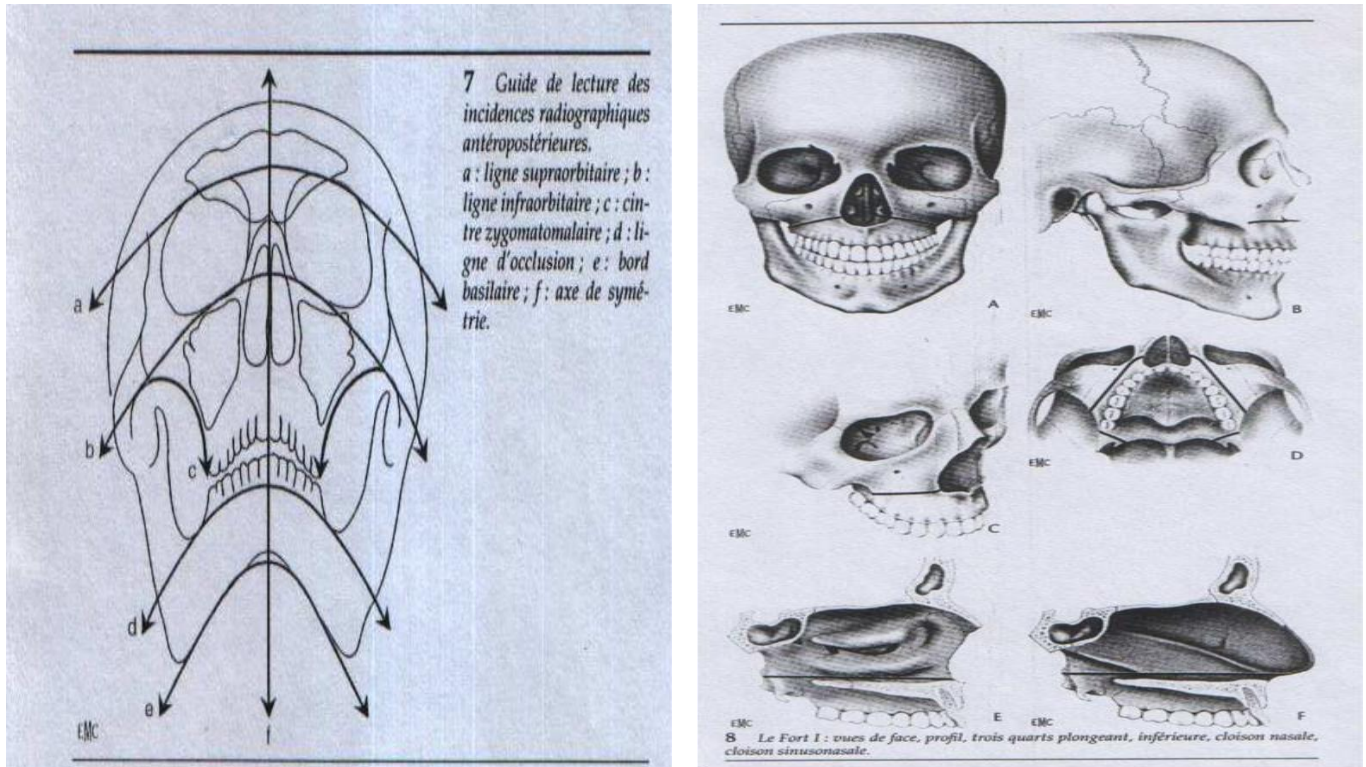 7 Guide de lecture des
incidences radiographiques
antéropostérieures.
a : ligne supraorbitaire ; b :
ligne infraorbitaire ; c : cin-
tre zygomatomalaire ; d : li-
gne d'occlusion ; e : bord
basilaire ; f : axe de symé-
trie.
a
b
c
d
e
f
EMC
EMC
A
EMC
B
EMC
C
EMC
D
EMC
E
EMC
F
8 Le Fort I : vues de face, profil, trois quarts plongeant, inférieure, cloison nasale,
cloison sinusonasale.